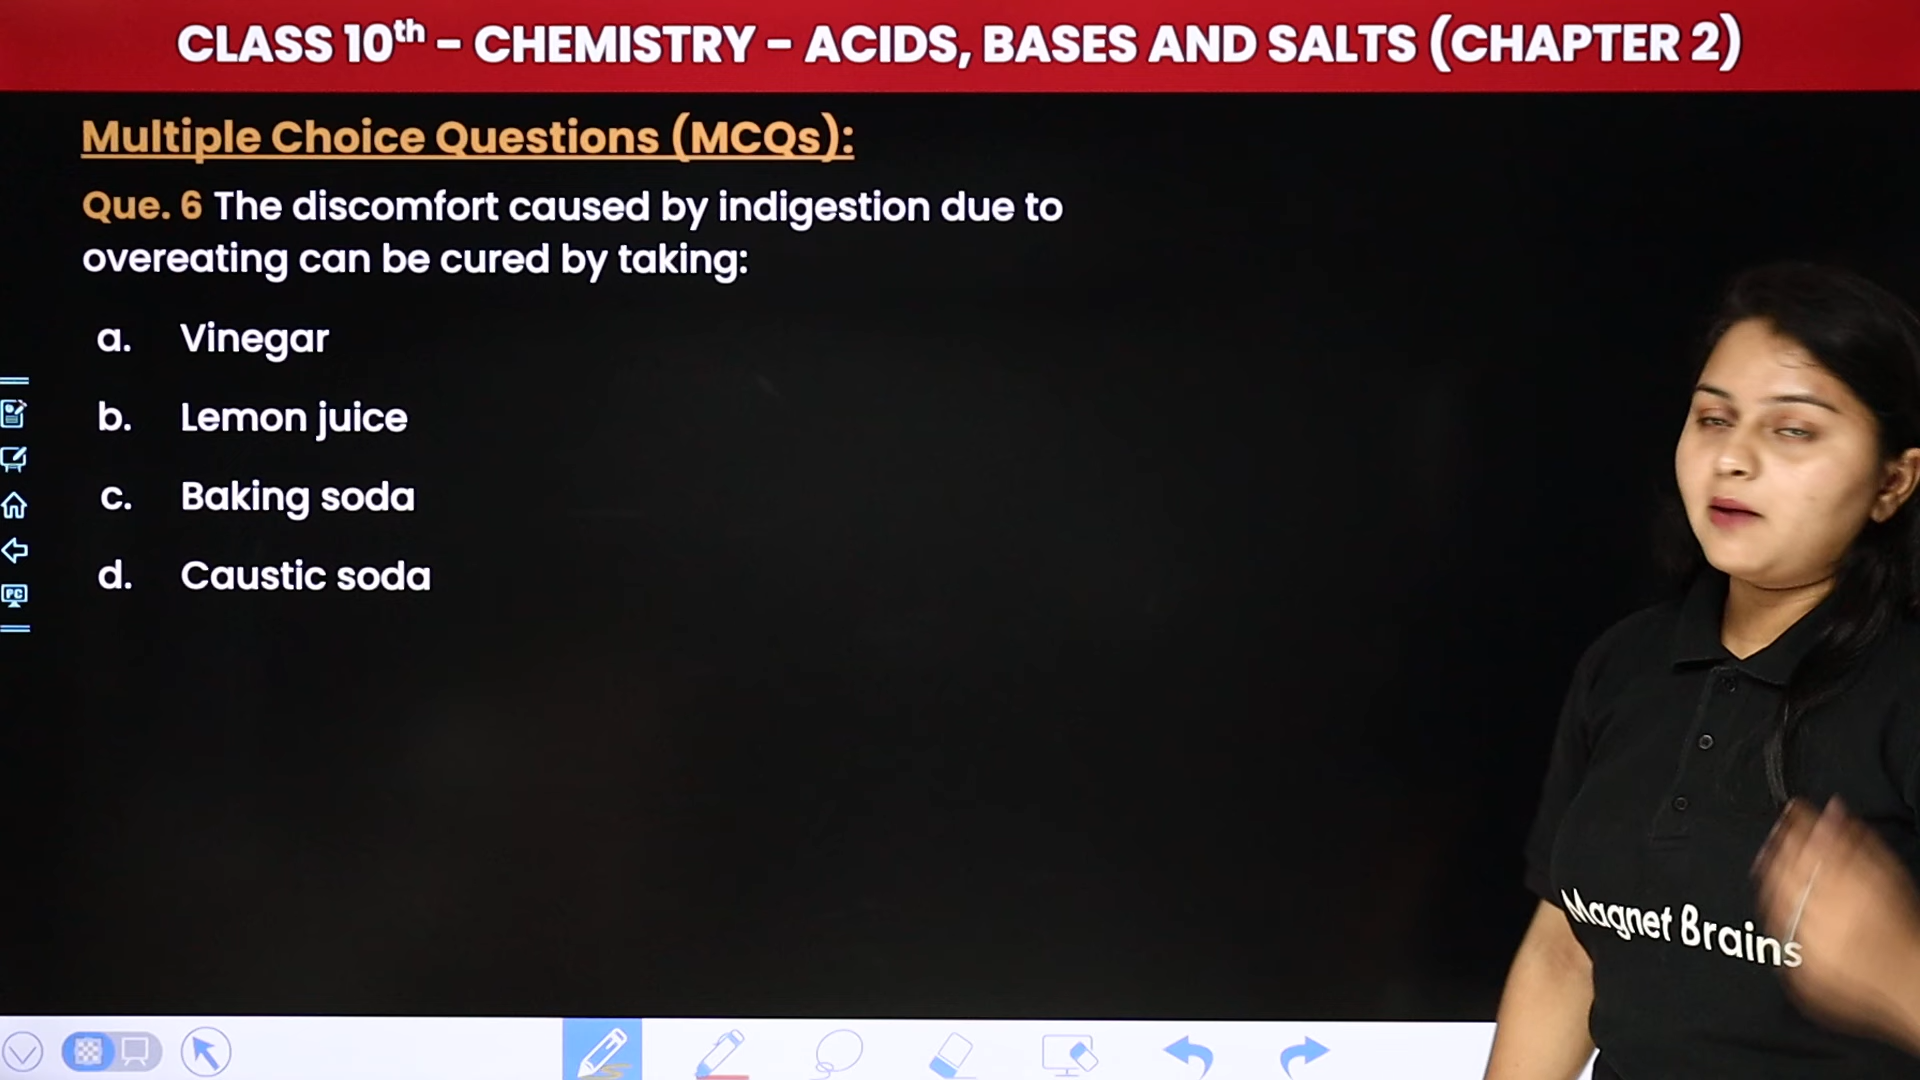 CLASS 10th - CHEMISTRY - ACIDS, BASES AND SALTS (CHAPTER 2)
Multiple Choice Questions (MCQs):
Que. 6 The discomfort caused by indigestion due to
overeating can be cured by taking:
a. Vinegar
b. Lemon juice
c. Baking soda
d. Caustic soda
PC
Magnet Brains